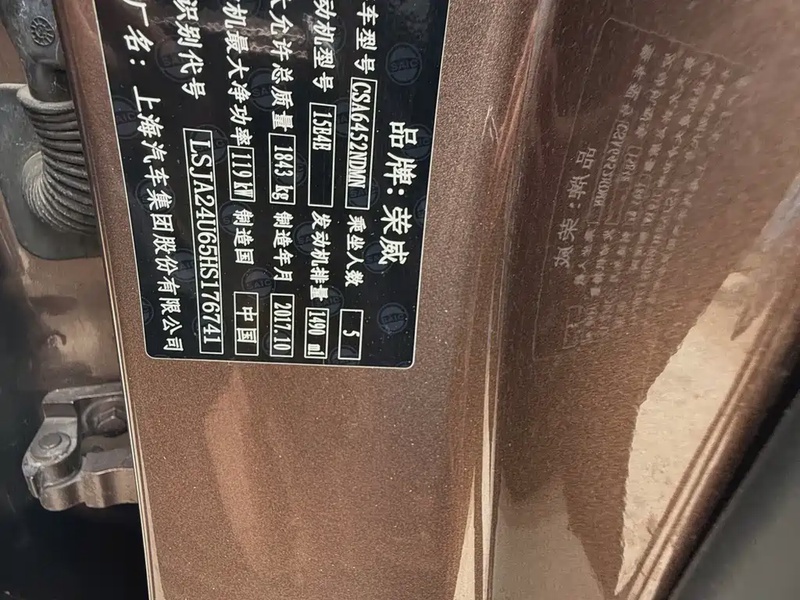 品牌: 荣威
车型号 CSA6452NDMN 乘坐人数 5
动机型号 15E4E 发动机排量 1490 ml
大允许总质量 1843 kg 制造年月 2017.10
机最大净功率 119 kW 制造国 中国
识别代号 LSJA24U65HS176741
厂名: 上海汽车集团股份有限公司